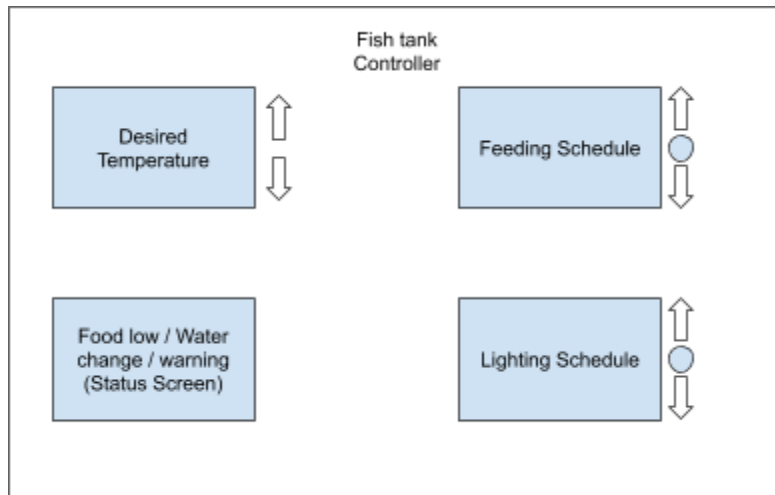 Fish tank
Controller
Desired
Temperature
Feeding Schedule
Food low / Water
change / warning
(Status Screen)
Lighting Schedule